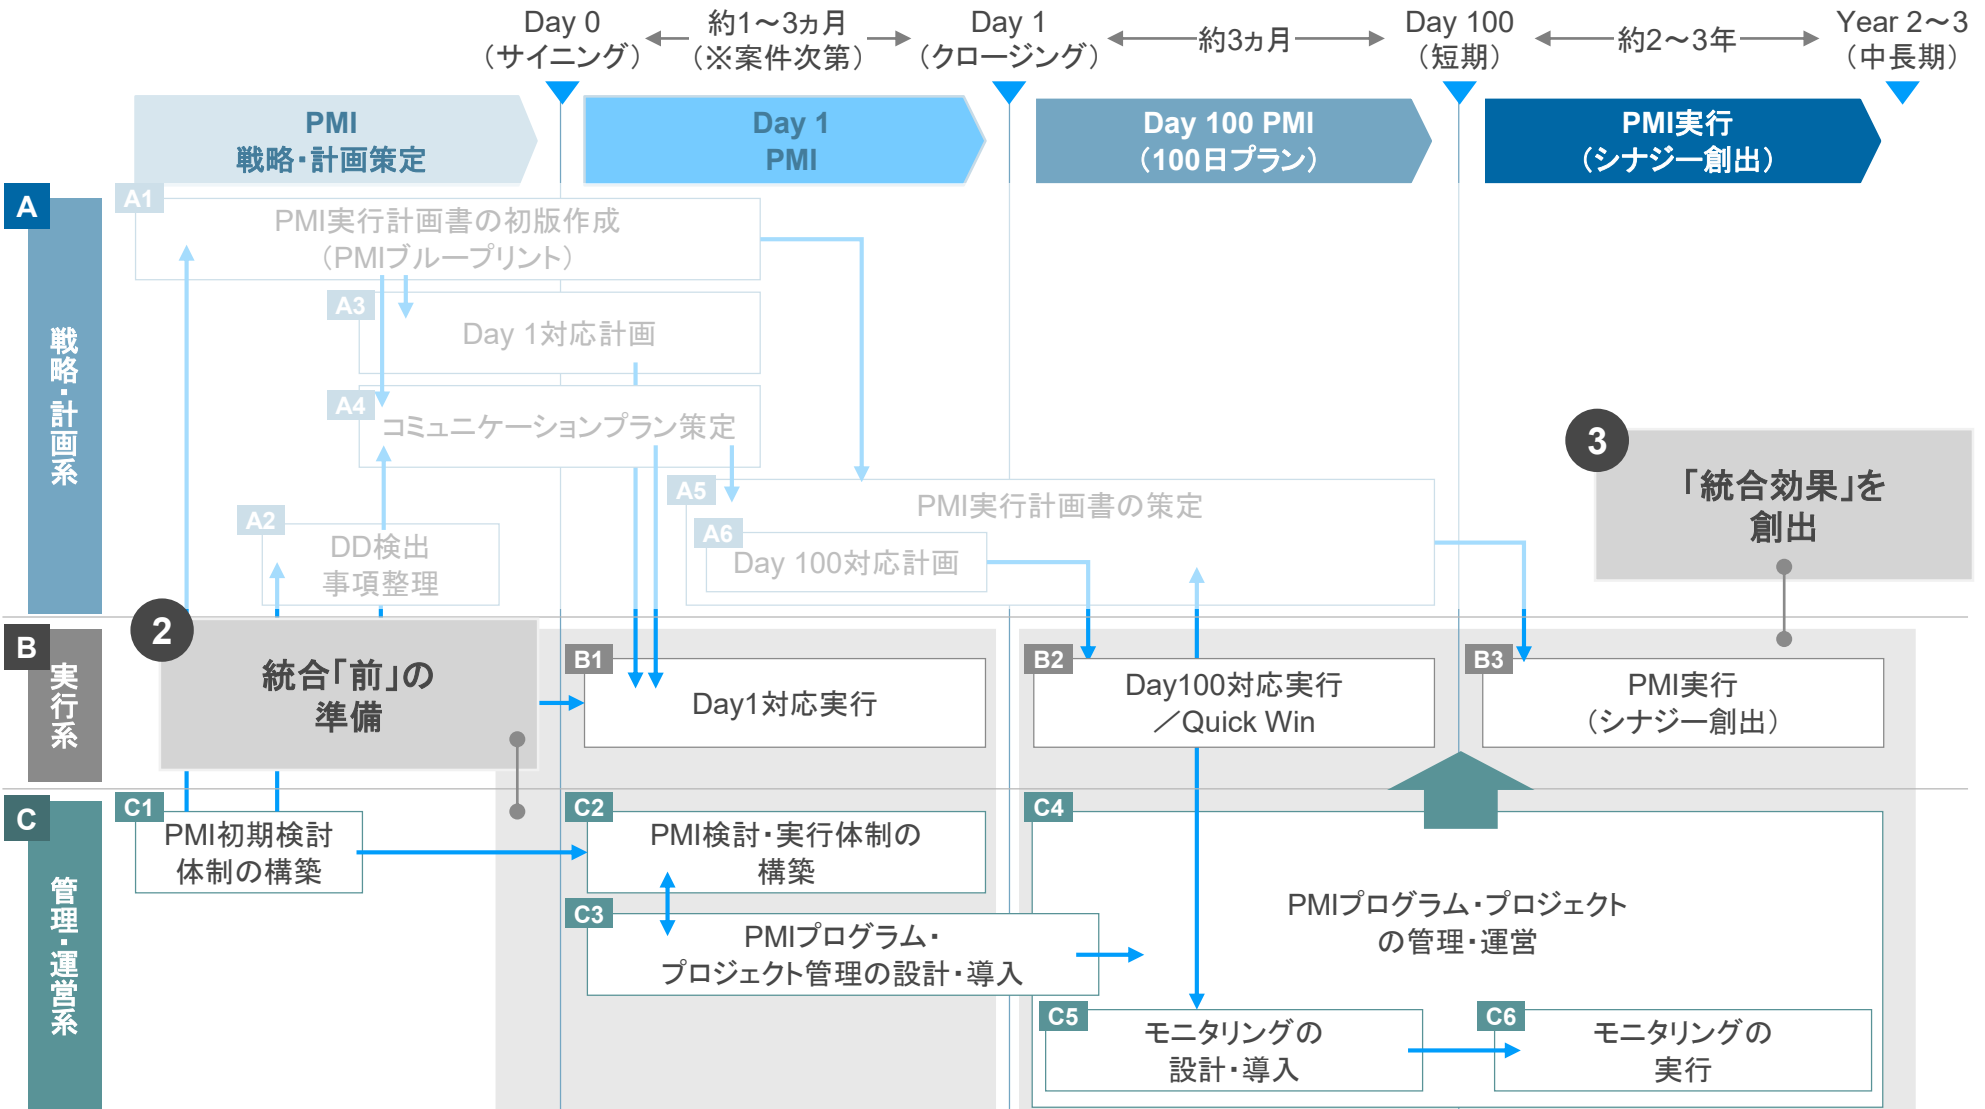 Day 0
（サイニング）
約1～3ヵ月
（※案件次第）
Day 1
（クロージング）
約3ヵ月
Day 100
（短期）
約2～3年
Year 2～3
（中長期）
PMI
戦略・計画策定
Day 1
PMI
Day 100 PMI
（100日プラン）
PMI実行
（シナジー創出）
A
戦略・計画系
A1
PMI実行計画書の初版作成
（PMIブループリント）
A3
Day 1対応計画
A4
コミュニケーションプラン策定
A2
DD検出
事項整理
A5
PMI実行計画書の策定
A6
Day 100対応計画
3
「統合効果」を
創出
B
実行系
2
統合「前」の
準備
B1
Day1対応実行
B2
Day100対応実行
／Quick Win
B3
PMI実行
（シナジー創出）
C
管理・運営系
C1
PMI初期検討
体制の構築
C2
PMI検討・実行体制の
構築
C3
PMIプログラム・
プロジェクト管理の設計・導入
C4
PMIプログラム・プロジェクト
の管理・運営
C5
モニタリングの
設計・導入
C6
モニタリングの
実行